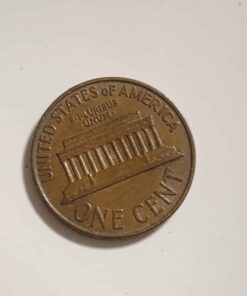 UNITED STATES OF AMERICA
E·PLURIBUS
UNUM
ONE CENT